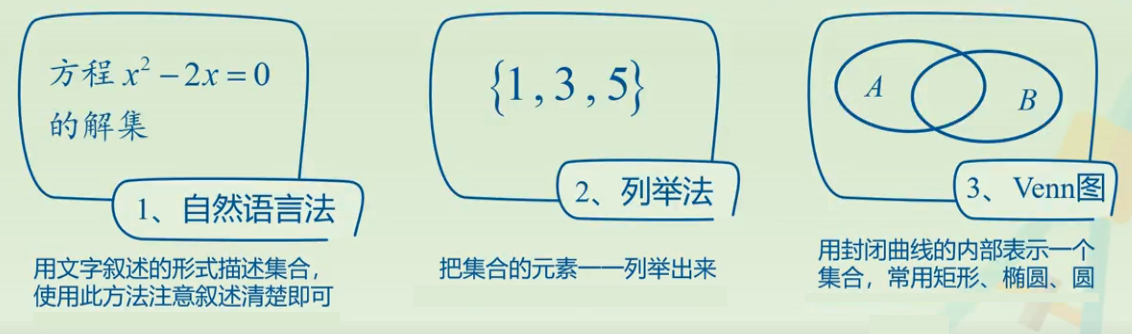 方程 x² − 2x = 0
的解集
1、自然语言法
用文字叙述的形式描述集合，
使用此方法注意叙述清楚即可
{1 , 3 , 5}
2、列举法
把集合的元素一一列举出来
A
B
3、Venn图
用封闭曲线的内部表示一个
集合，常用矩形、椭圆、圆